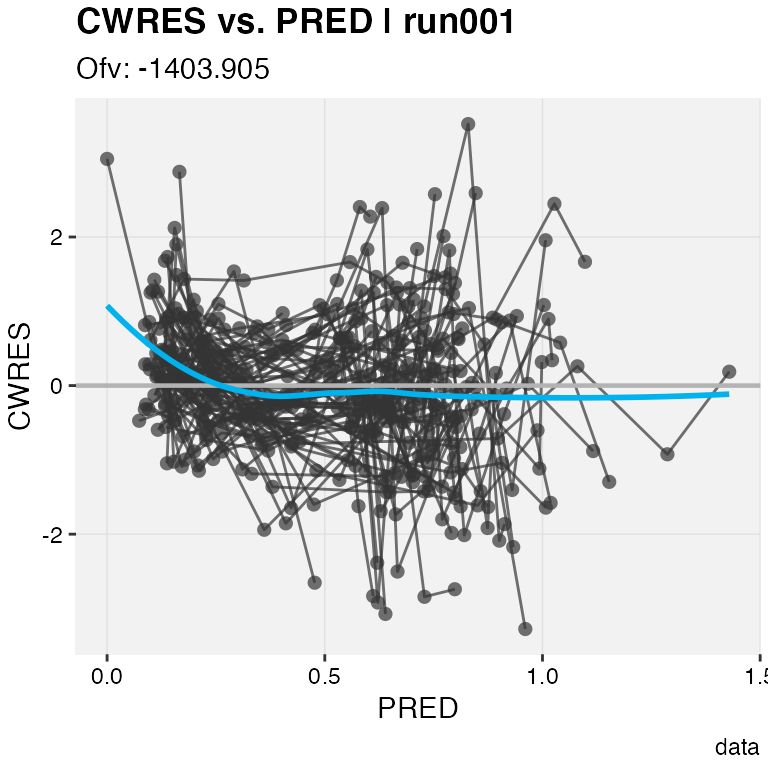 CWRES vs. PRED | run001
Ofv: -1403.905
CWRES
2
0
-2
0.0 0.5 1.0 1.5
PRED
data